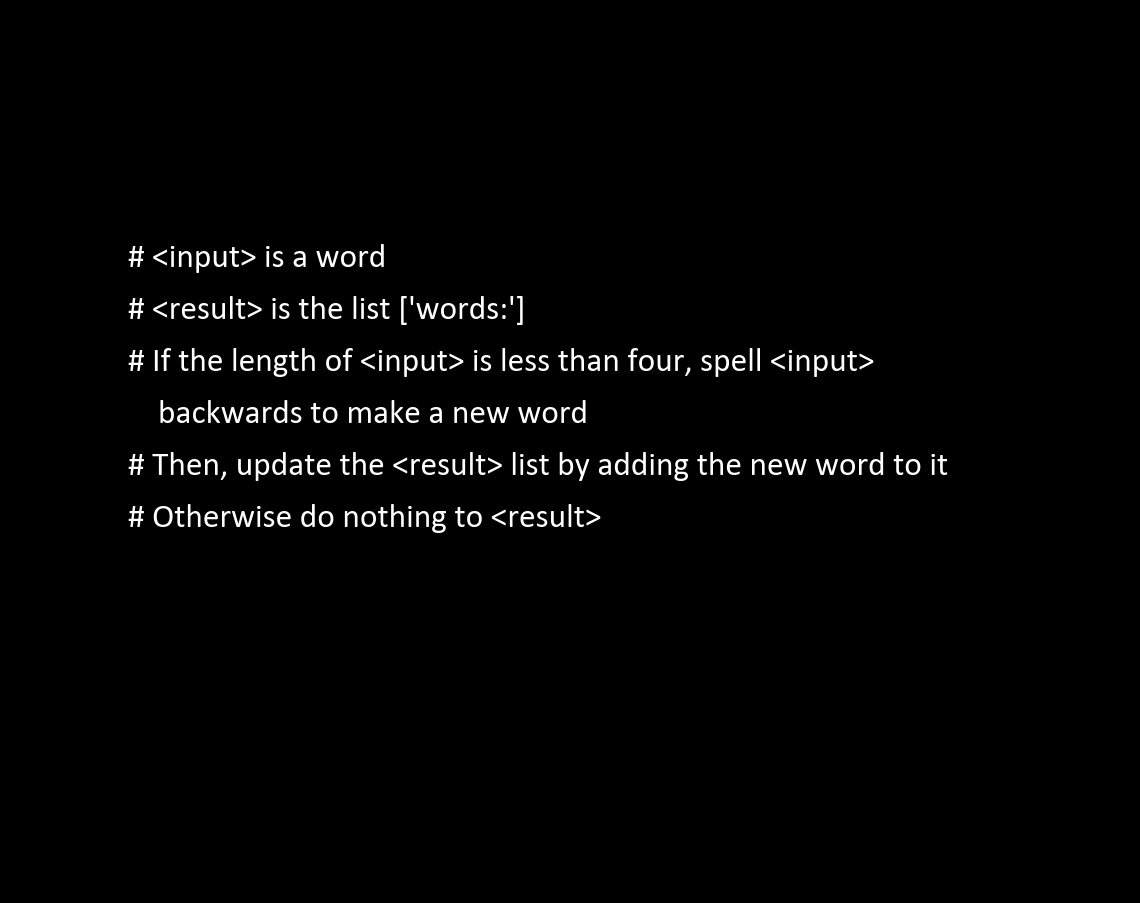 # <input> is a word
# <result> is the list ['words:']
# If the length of <input> is less than four, spell <input>
backwards to make a new word
# Then, update the <result> list by adding the new word to it
# Otherwise do nothing to <result>